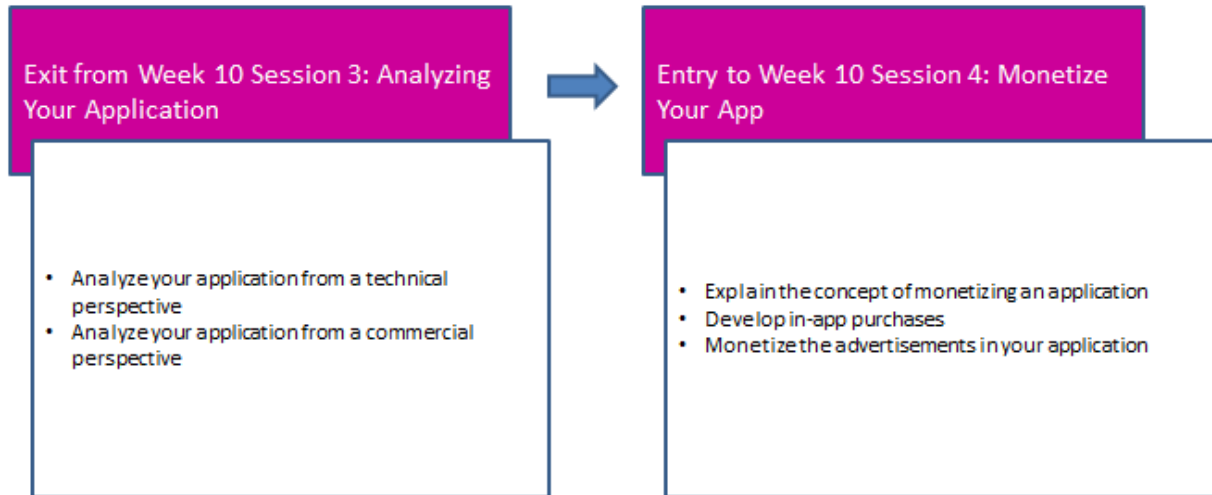 Exit from Week 10 Session 3: Analyzing
Your Application
• Analyze your application from a technical
perspective
• Analyze your application from a commercial
perspective
Entry to Week 10 Session 4: Monetize
Your App
• Explain the concept of monetizing an application
• Develop in-app purchases
• Monetize the advertisements in your application